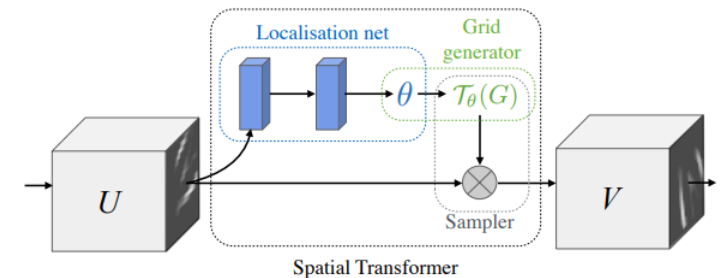 Localisation net
Grid
generator
θ
𝒯θ(G)
U
V
Sampler
Spatial Transformer